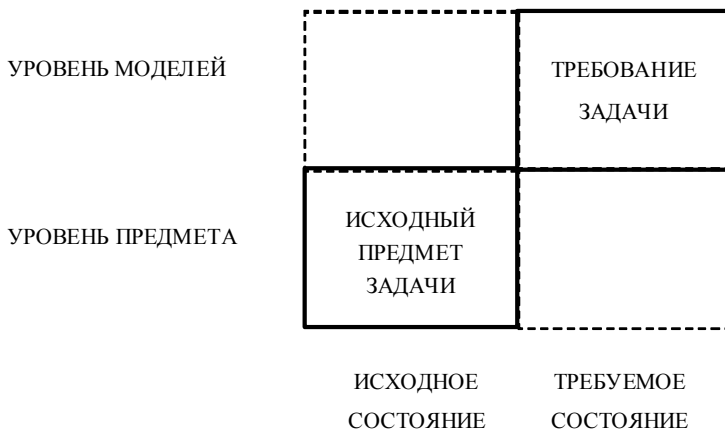 УРОВЕНЬ МОДЕЛЕЙ
ТРЕБОВАНИЕ
ЗАДАЧИ
УРОВЕНЬ ПРЕДМЕТА
ИСХОДНЫЙ
ПРЕДМЕТ
ЗАДАЧИ
ИСХОДНОЕ
СОСТОЯНИЕ
ТРЕБУЕМОЕ
СОСТОЯНИЕ